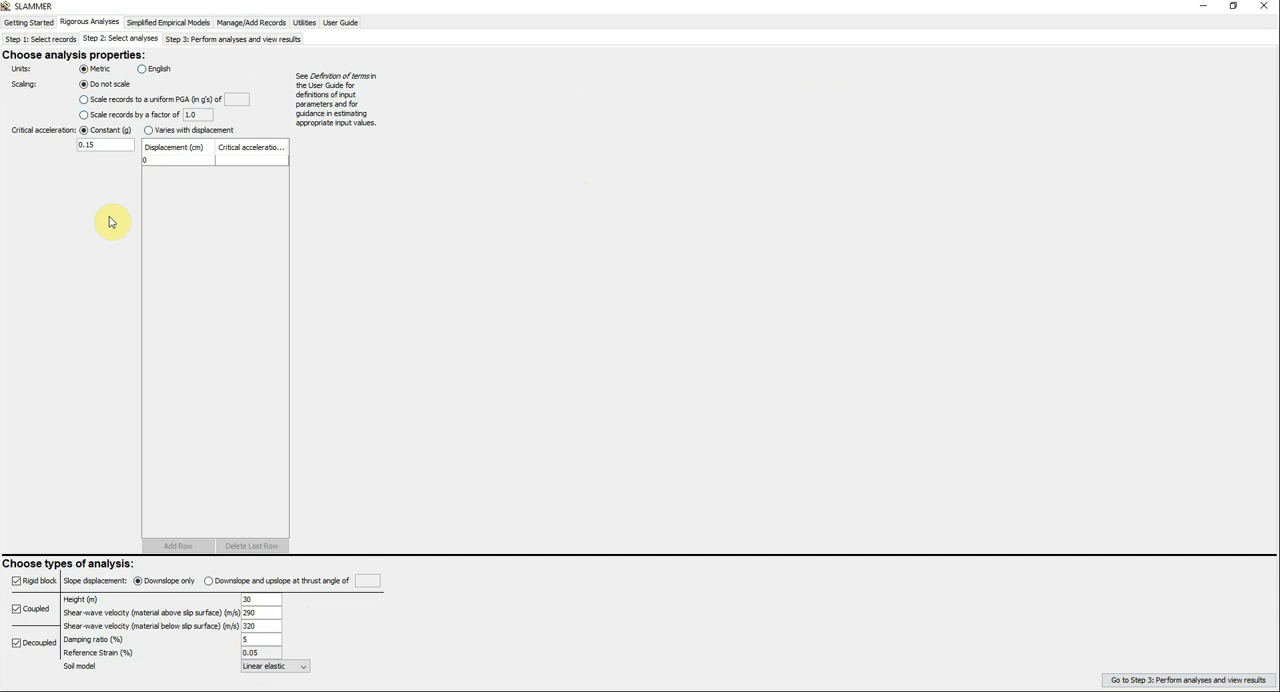 SLAMMER
Getting Started Rigorous Analyses Simplified Empirical Models Manage/Add Records Utilities User Guide
Step 1: Select records Step 2: Select analyses Step 3: Perform analyses and view results
Choose analysis properties:
Units: Metric English
Scaling: Do not scale
Scale records to a uniform PGA (in g's) of
Scale records by a factor of 1.0
Critical acceleration: Constant (g) Varies with displacement
0.15
Displacement (cm) Critical acceleratio...
0
See Definition of terms in
the User Guide for
definitions of input
parameters and for
guidance in estimating
appropriate input values.
Add Row Delete Last Row
Choose types of analysis:
Rigid block Slope displacement: Downslope only Downslope and upslope at thrust angle of
Coupled
Decoupled
Height (m) 30
Shear-wave velocity (material above slip surface) (m/s) 290
Shear-wave velocity (material below slip surface) (m/s) 320
Damping ratio (%) 5
Reference Strain (%) 0.05
Soil model Linear elastic
Go to Step 3: Perform analyses and view results